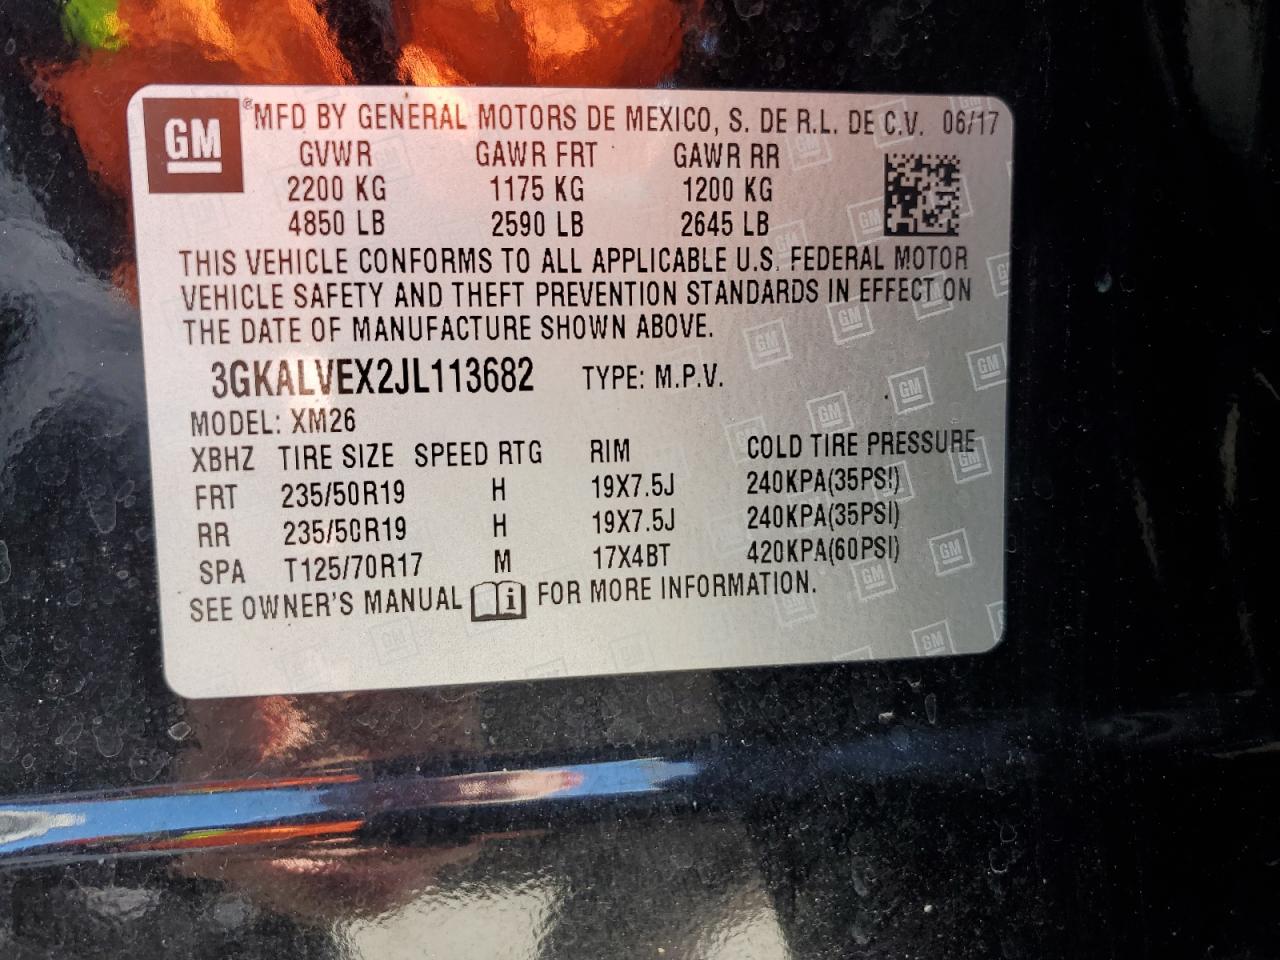 GM
®MFD BY GENERAL MOTORS DE MEXICO, S. DE R.L. DE C.V. 06/17
GVWR GAWR FRT GAWR RR
2200 KG 1175 KG 1200 KG
4850 LB 2590 LB 2645 LB
THIS VEHICLE CONFORMS TO ALL APPLICABLE U.S. FEDERAL MOTOR
VEHICLE SAFETY AND THEFT PREVENTION STANDARDS IN EFFECT ON
THE DATE OF MANUFACTURE SHOWN ABOVE.
3GKALVEX2JL113682 TYPE: M.P.V.
MODEL: XM26
XBHZ TIRE SIZE SPEED RTG RIM COLD TIRE PRESSURE
FRT 235/50R19 H 19X7.5J 240KPA(35PSI)
RR 235/50R19 H 19X7.5J 240KPA(35PSI)
SPA T125/70R17 M 17X4BT 420KPA(60PSI)
SEE OWNER'S MANUAL i FOR MORE INFORMATION.